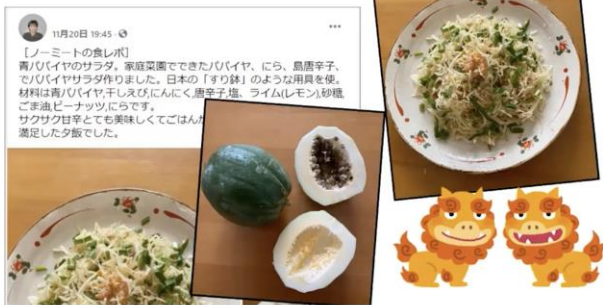 11月20日 19:45
［ノーミートの食レポ］
青パパイヤのサラダ。家庭菜園でできたパパイヤ、にら、島唐辛子、
でパパイヤサラダ作りました。日本の「すり鉢」のような用具を使。
材料は青パパイヤ,干しえび,にんにく,唐辛子,塩、ライム(レモン),砂糖,
ごま油,ピーナッツ,にらです。
サクサク甘辛とても美味しくてごはんが
満足した夕飯でした。